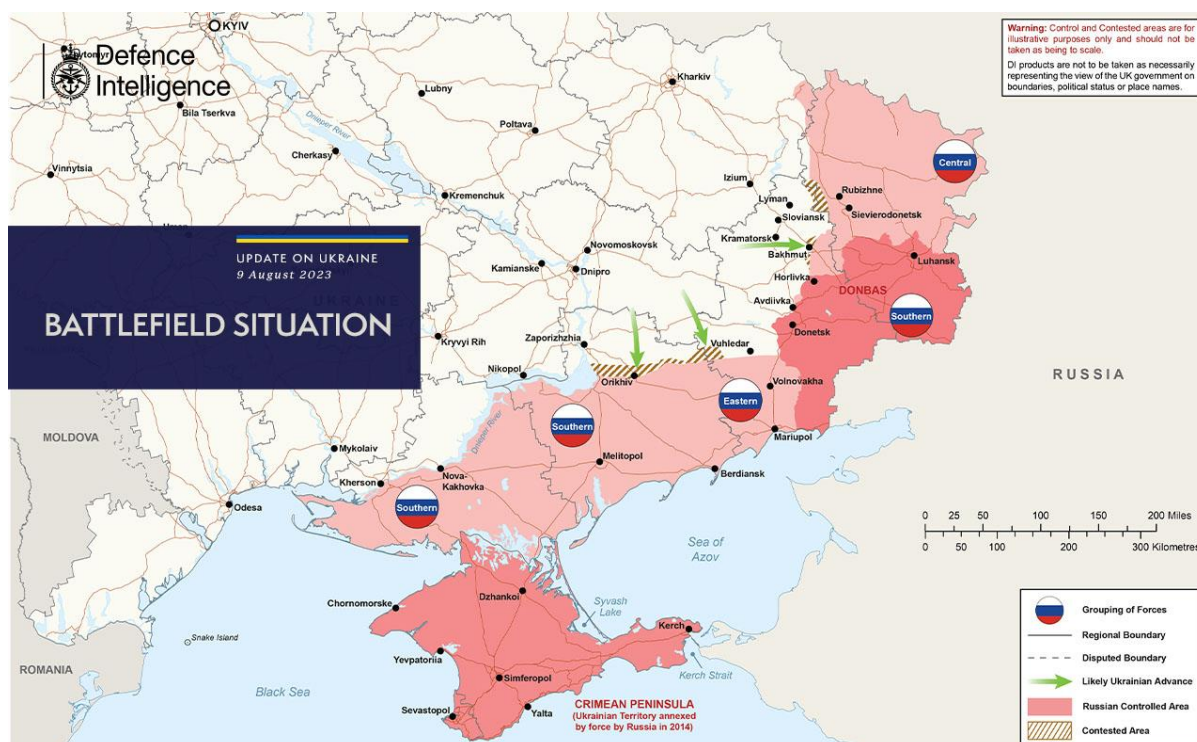 KYIV
Defence
Intelligence
Warning: Control and Contested areas are for
illustrative purposes only and should not be
taken as being to scale.
DI products are not to be taken as necessarily
representing the view of the UK government on
boundaries, political status or place names.
Bila Tserkva
Lubny
Kharkiv
Dnieper River
Poltava
Cherkasy
Vinnytsia
Central
Izium
Rubizhne
Kremenchuk
Lyman
Sievierodonetsk
Sloviansk
Kramatorsk
UPDATE ON UKRAINE
9 August 2023
Novomoskovsk
Bakhmut
Luhansk
Kamianske
Dnipro
Horlivka
DONBAS
UKRAINE
Avdiivka
Southern
BATTLEFIELD SITUATION
Donetsk
Kryvyi Rih
Zaporizhzhia
Vuhledar
Nikopol
Orikhiv
RUSSIA
Volnovakha
Eastern
Dnieper River
Southern
MOLDOVA
Mariupol
Mykolaiv
Melitopol
Berdiansk
Kherson
Nova-
Kakhovka
Odesa
Southern
0 25 50 100 150 200 Miles
0 50 100 200 300 Kilometres
Sea of
Azov
Dzhankoi
Chornomorske
Syvash
Lake
Grouping of Forces
Kerch
Regional Boundary
Snake Island
Yevpatoriia
Disputed Boundary
ROMANIA
Kerch Strait
Simferopol
Likely Ukrainian Advance
Black Sea
CRIMEAN PENINSULA
(Ukrainian Territory annexed
by force by Russia in 2014)
Sevastopol
Yalta
Russian Controlled Area
Contested Area